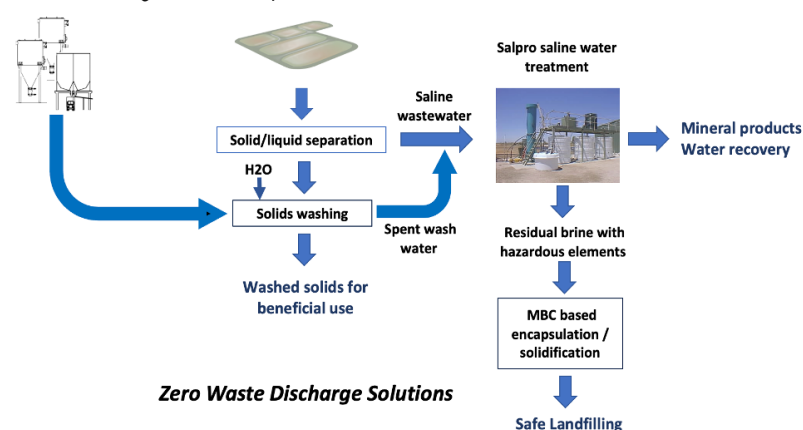 Salpro saline water
treatment
Saline
wastewater
Solid/liquid separation
Mineral products
Water recovery
H2O
Solids washing
Spent wash
water
Residual brine with
hazardous elements
Washed solids for
beneficial use
MBC based
encapsulation /
solidification
Zero Waste Discharge Solutions
Safe Landfilling